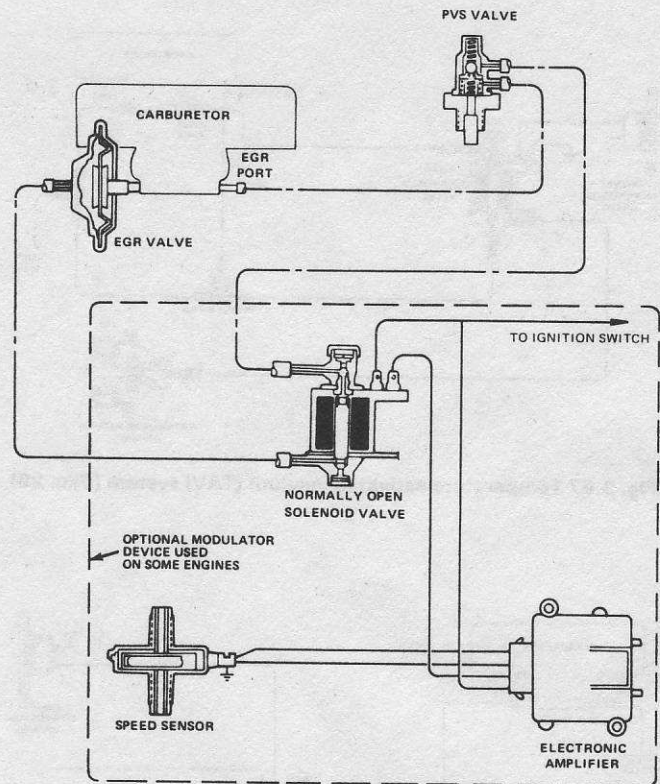 PVS VALVE
CARBURETOR
EGR
PORT
EGR VALVE
TO IGNITION SWITCH
NORMALLY OPEN
SOLENOID VALVE
OPTIONAL MODULATOR
DEVICE USED
ON SOME ENGINES
SPEED SENSOR
ELECTRONIC
AMPLIFIER